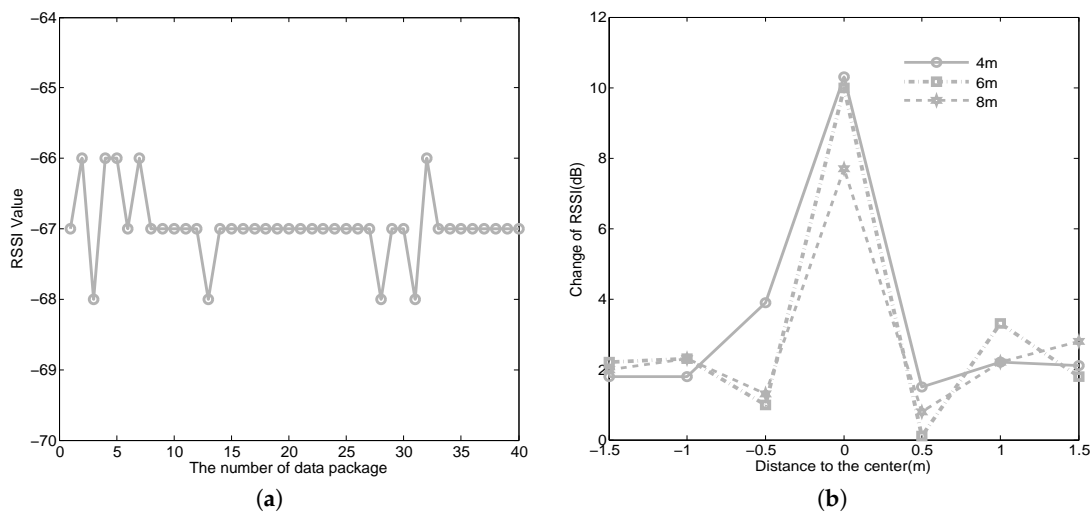 −64
−65
−66
−67
−68
−69
−70
RSSI Value
0 5 10 15 20 25 30 35 40
The number of data package
(a)
12
10
8
6
4
2
0
Change of RSSI(dB)
4m
6m
8m
−1.5 −1 −0.5 0 0.5 1 1.5
Distance to the center(m)
(b)